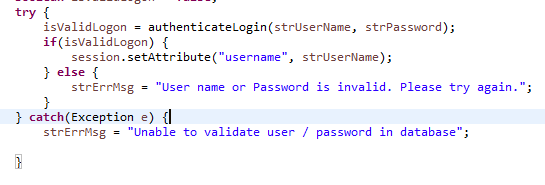 try {
isValidLogon = authenticateLogin(strUserName, strPassword);
if(isValidLogon) {
session.setAttribute("username", strUserName);
} else {
strErrMsg = "User name or Password is invalid. Please try again.";
}
} catch(Exception e) {
strErrMsg = "Unable to validate user / password in database";
}